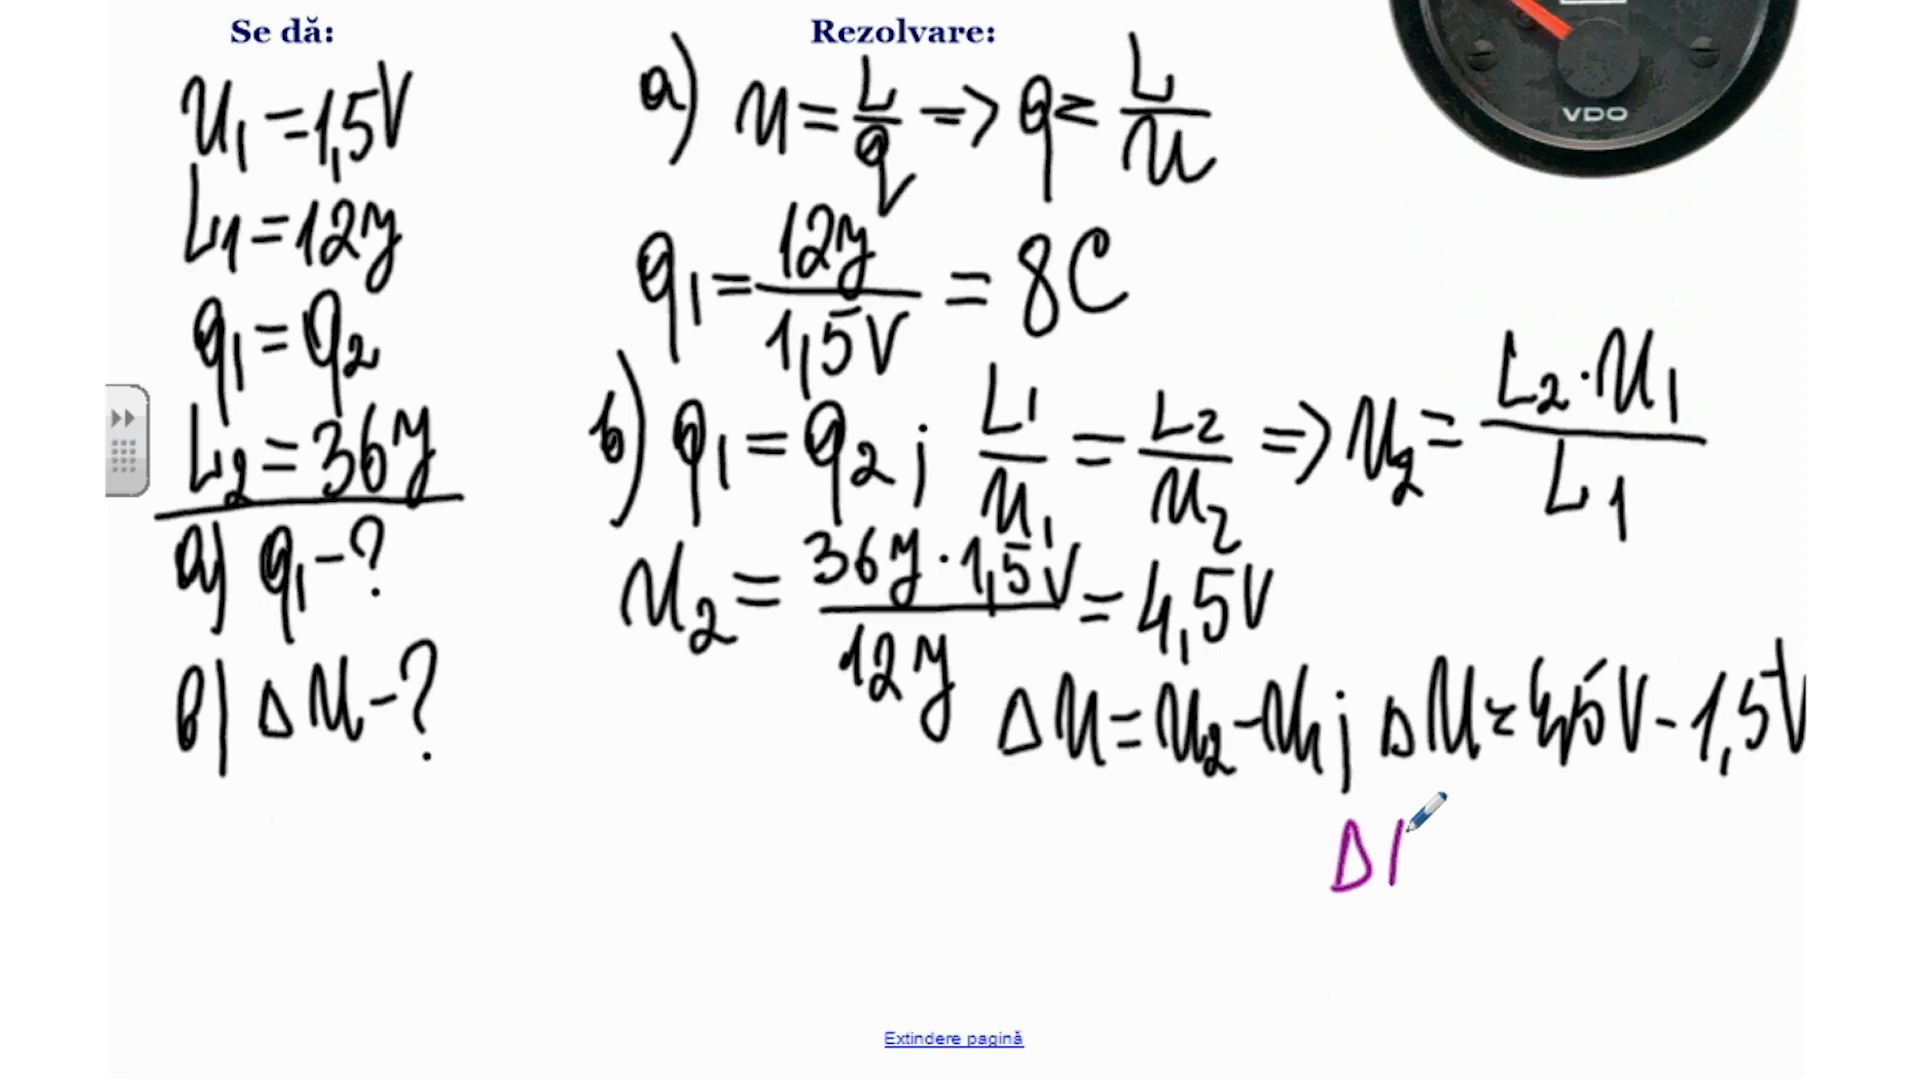 Se dă:
U₁ = 1,5V
L₁ = 12J
q₁ = q₂
L₂ = 36J
a) q₁ - ?
b) ΔU - ?
Rezolvare:
a) U = L/q => q = L/U
q₁ = 12J/1,5V = 8C
b) q₁ = q₂; L₁/U₁ = L₂/U₂ => U₂ = L₂·U₁/L₁
U₂ = 36J·1,5V/12J = 4,5V
ΔU = U₂ - U₁; ΔU = 4,5V - 1,5V
Δ
VDO
Extindere pagină